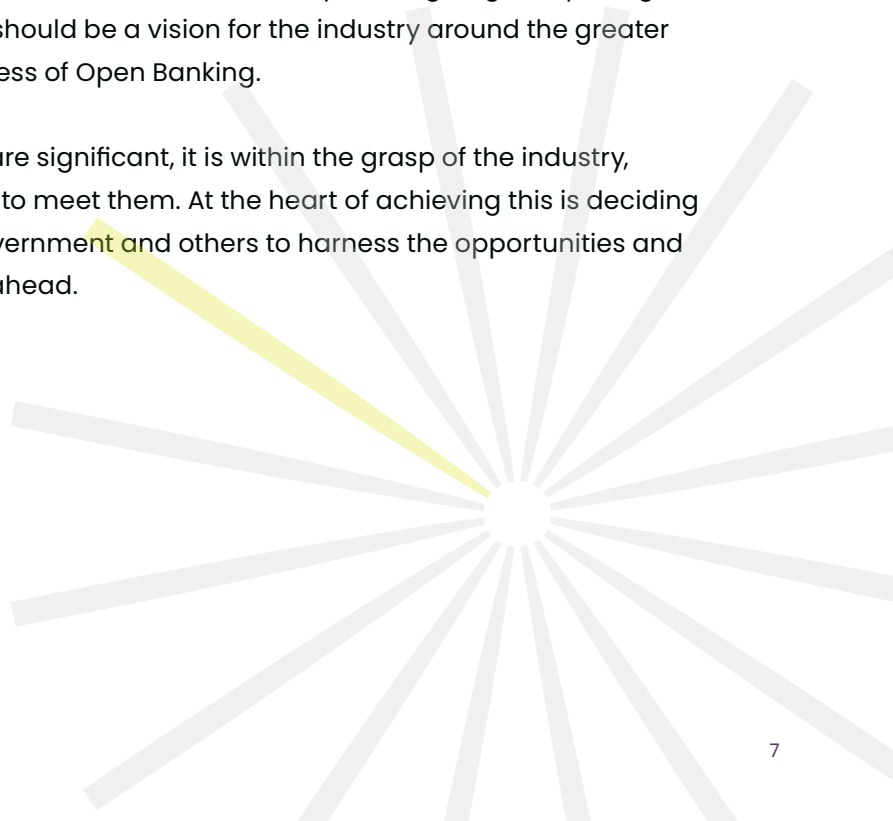 should be a vision for the industry around the greater
of Open Banking.
are significant, it is within the grasp of the industry,
to meet them. At the heart of achieving this is deciding
and others to harness the opportunities and
ahead.
7